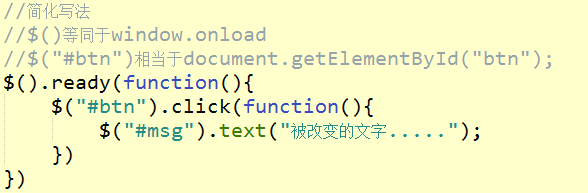 //简化写法
//$()等同于window.onload
//$("#btn")相当于document.getElementById("btn");
$().ready(function(){
    $("#btn").click(function(){
        $("#msg").text("被改变的文字.....");
    })
})